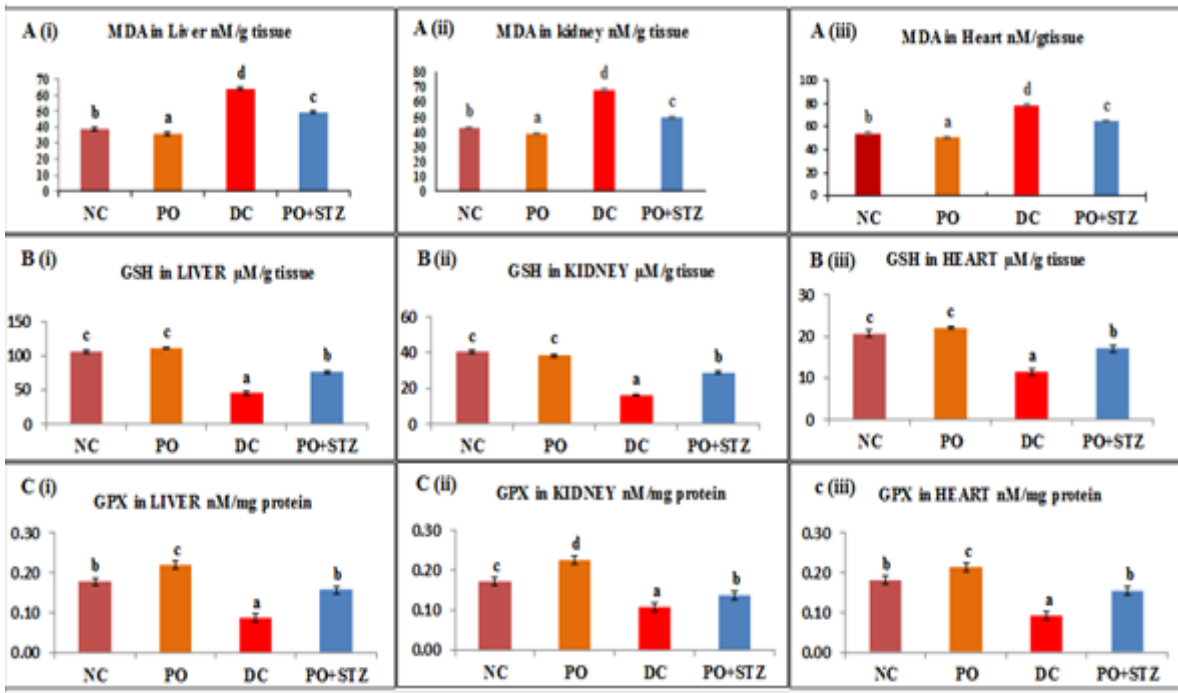 A (i)
MDA in Liver nM/g tissue
70
60
50
40
30
20
10
0
b
a
d
c
NC PO DC PO+STZ
A (ii)
MDA in kidney nM/g tissue
80
70
60
50
40
30
20
10
0
b
a
d
c
NC PO DC PO+STZ
A (iii)
MDA in Heart nM/gtissue
100
80
60
40
20
0
b
a
d
c
NC PO DC PO+STZ
B (i)
GSH in LIVER µM/g tissue
150
100
50
0
c
c
a
b
NC PO DC PO+STZ
B (ii)
GSH in KIDNEY µM/g tissue
60
40
20
0
c
c
a
b
NC PO DC PO+STZ
B (iii)
GSH in HEART µM/g tissue
30
20
10
0
c
c
a
b
NC PO DC PO+STZ
C (i)
GPX in LIVER nM/mg protein
0.30
0.20
0.10
0.00
b
c
a
b
NC PO DC PO+STZ
C (ii)
GPX in KIDNEY nM/mg protein
0.30
0.20
0.10
0.00
c
d
a
b
NC PO DC PO+STZ
c (iii)
GPX in HEART nM/mg protein
0.30
0.20
0.10
0.00
b
c
a
b
NC PO DC PO+STZ